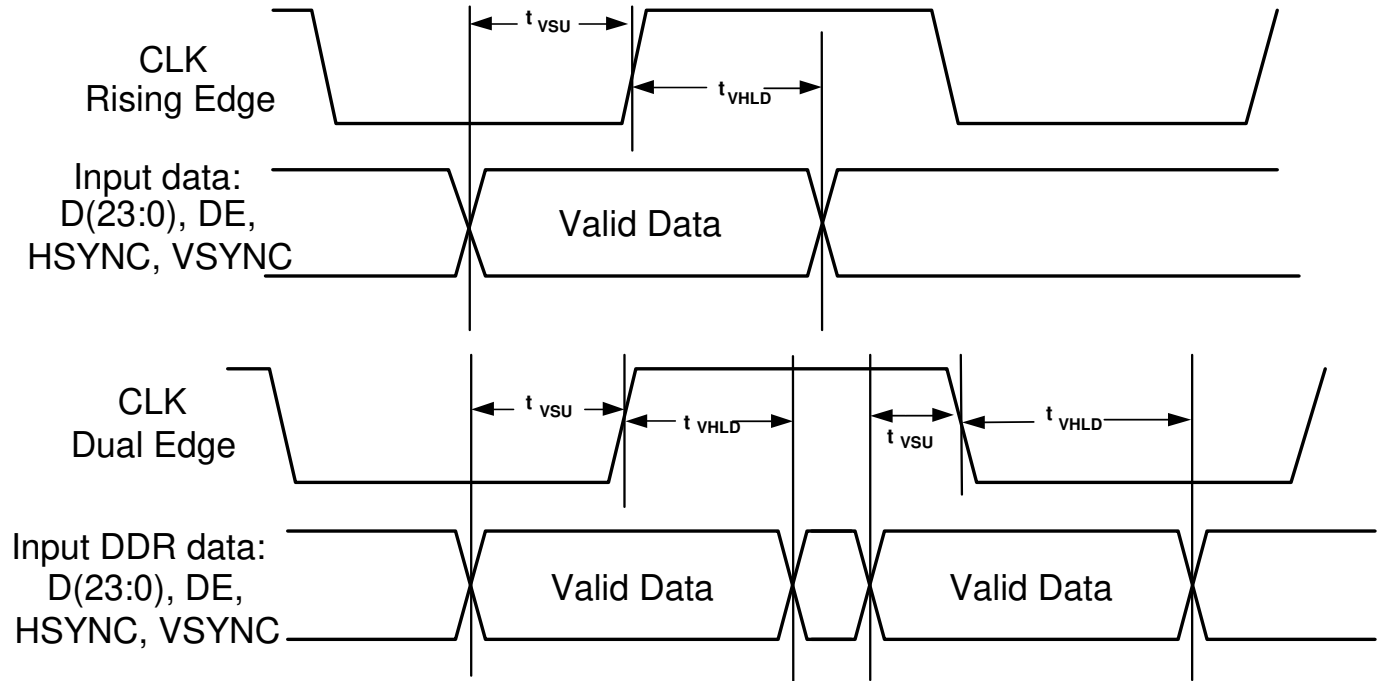 t VSU
CLK
Rising Edge
t VHLD
Input data:
D(23:0), DE,
HSYNC, VSYNC
Valid Data
CLK
Dual Edge
t VSU
t VHLD
t VSU
t VHLD
Input DDR data:
D(23:0), DE,
HSYNC, VSYNC
Valid Data
Valid Data